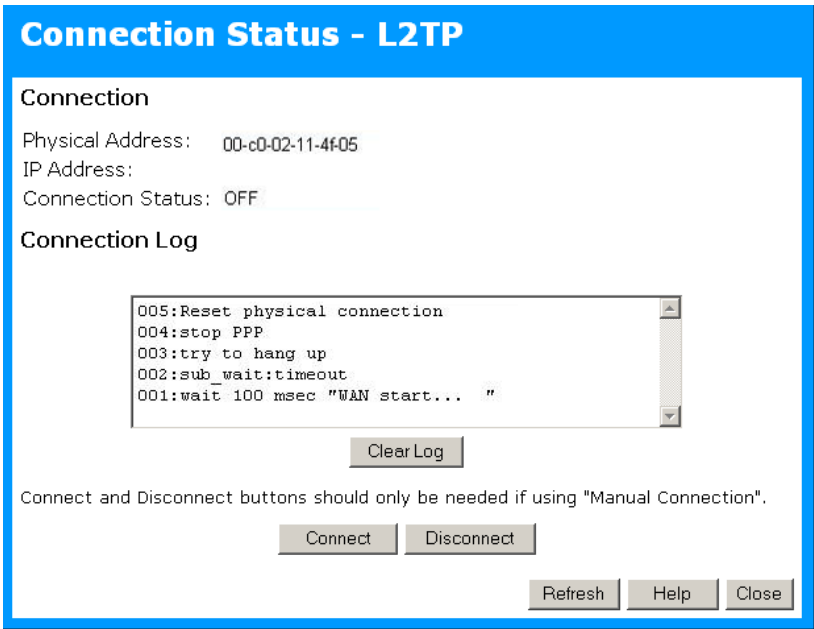 Connection Status - L2TP
Connection
Physical Address: 00-c0-02-11-4f-05
IP Address:
Connection Status: OFF
Connection Log
005:Reset physical connection
004:stop PPP
003:try to hang up
002:sub_wait:timeout
001:wait 100 msec "WAN start...  "
Clear Log
Connect and Disconnect buttons should only be needed if using "Manual Connection".
Connect Disconnect
Refresh Help Close